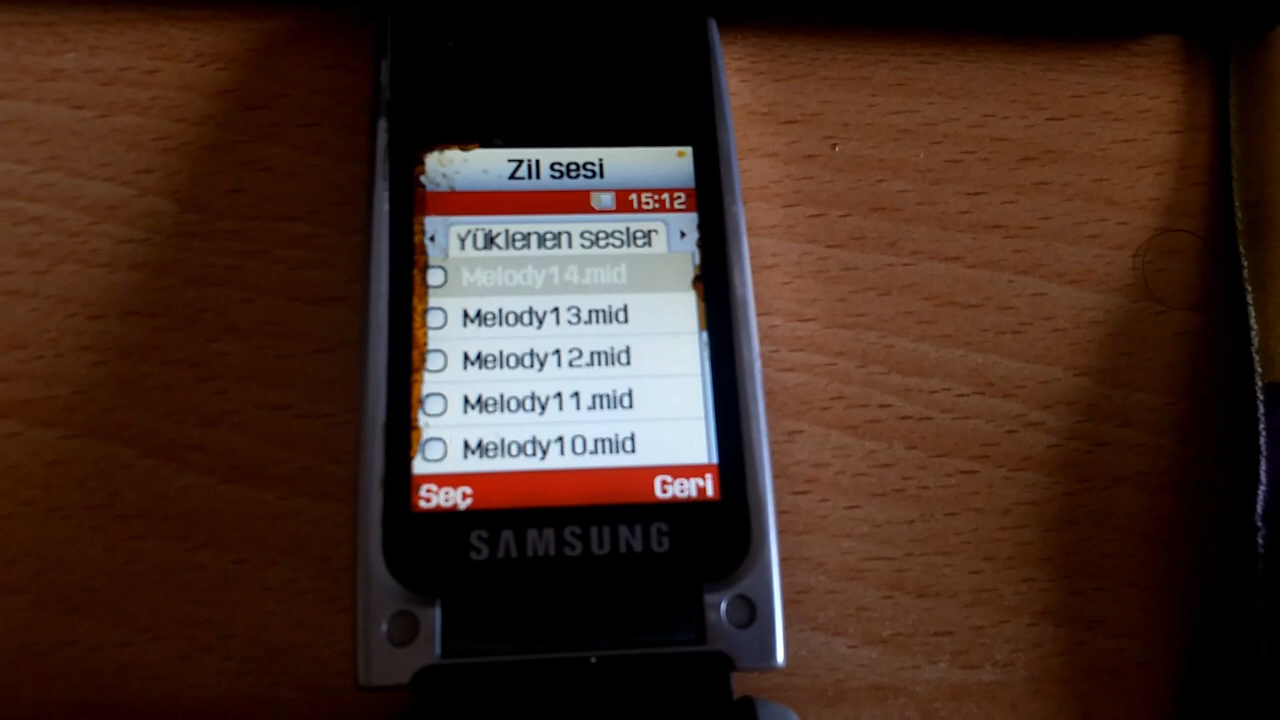 Zil sesi
15:12
Yüklenen sesler
Melody14.mid
Melody13.mid
Melody12.mid
Melody11.mid
Melody10.mid
Seç Geri
SAMSUNG